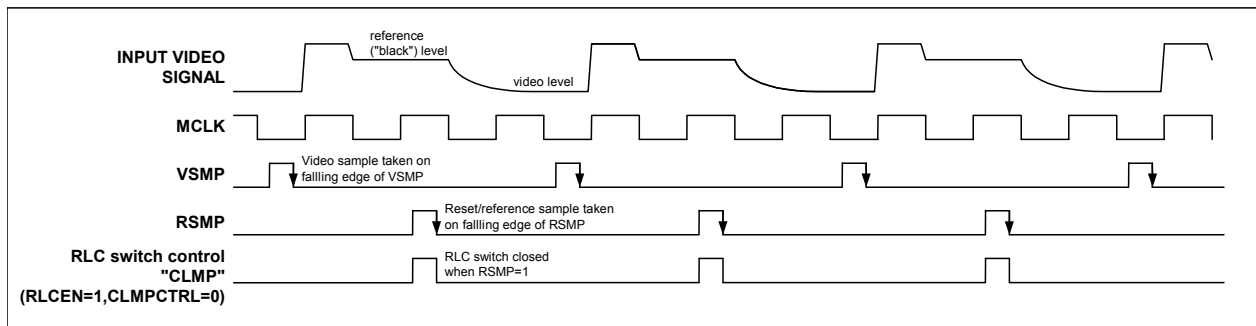 reference
("black") level
INPUT VIDEO
SIGNAL
video level
MCLK
VSMP
Video sample taken on
fallling edge of VSMP
RSMP
Reset/reference sample taken
on fallling edge of RSMP
RLC switch control
"CLMP"
(RLCEN=1,CLMPCTRL=0)
RLC switch closed
when RSMP=1